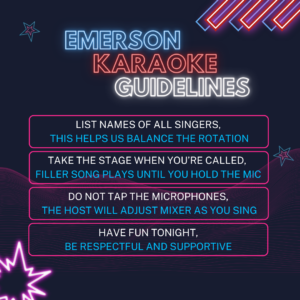 EMERSON
KARAOKE
GUIDELINES
LIST NAMES OF ALL SINGERS,
THIS HELPS US BALANCE THE ROTATION
TAKE THE STAGE WHEN YOU'RE CALLED,
FILLER SONG PLAYS UNTIL YOU HOLD THE MIC
DO NOT TAP THE MICROPHONES,
THE HOST WILL ADJUST MIXER AS YOU SING
HAVE FUN TONIGHT,
BE RESPECTFUL AND SUPPORTIVE